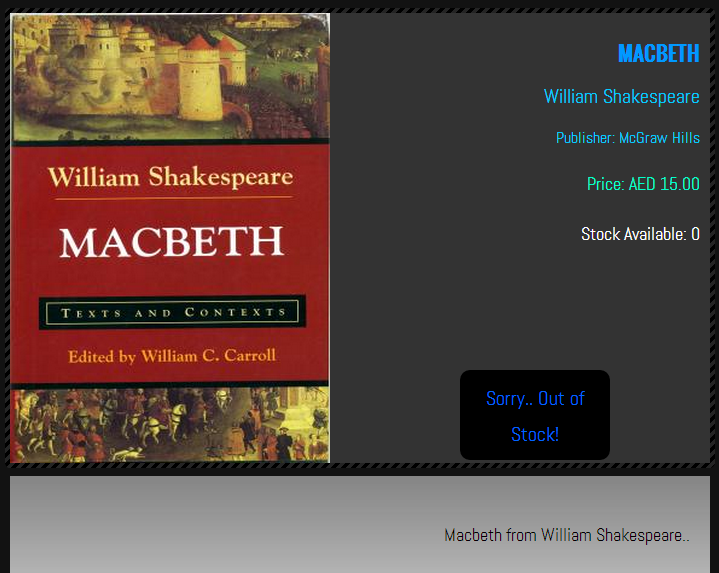 William Shakespeare
MACBETH
TEXTS AND CONTEXTS
Edited by William C. Carroll
MACBETH
William Shakespeare
Publisher: McGraw Hills
Price: AED 15.00
Stock Available: 0
Sorry.. Out of
Stock!
Macbeth from William Shakespeare..